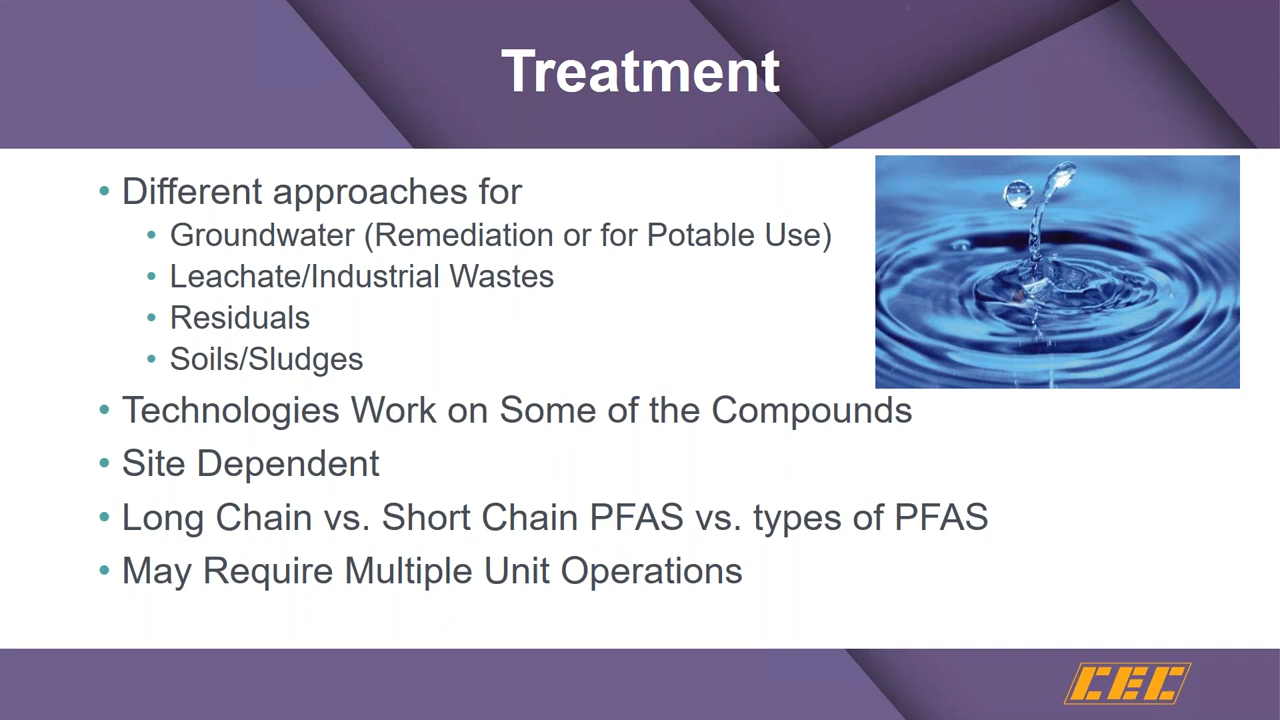 Treatment
• Different approaches for
• Groundwater (Remediation or for Potable Use)
• Leachate/Industrial Wastes
• Residuals
• Soils/Sludges
• Technologies Work on Some of the Compounds
• Site Dependent
• Long Chain vs. Short Chain PFAS vs. types of PFAS
• May Require Multiple Unit Operations
CEC